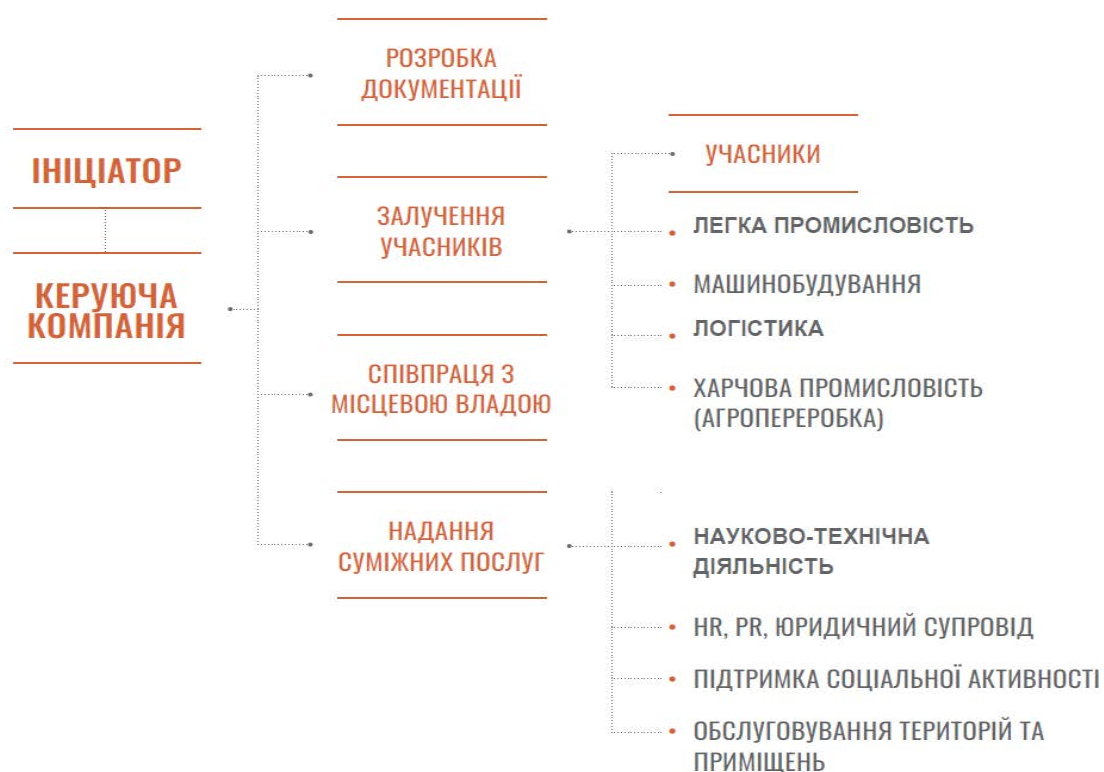 ІНІЦІАТОР
КЕРУЮЧА
КОМПАНІЯ
РОЗРОБКА
ДОКУМЕНТАЦІЇ
ЗАЛУЧЕННЯ
УЧАСНИКІВ
СПІВПРАЦЯ З
МІСЦЕВОЮ ВЛАДОЮ
НАДАННЯ
СУМІЖНИХ ПОСЛУГ
УЧАСНИКИ
ЛЕГКА ПРОМИСЛОВІСТЬ
МАШИНОБУДУВАННЯ
ЛОГІСТИКА
ХАРЧОВА ПРОМИСЛОВІСТЬ
(АГРОПЕРЕРОБКА)
НАУКОВО-ТЕХНІЧНА
ДІЯЛЬНІСТЬ
HR, PR, ЮРИДИЧНИЙ СУПРОВІД
ПІДТРИМКА СОЦІАЛЬНОЇ АКТИВНОСТІ
ОБСЛУГОВУВАННЯ ТЕРИТОРІЙ ТА
ПРИМІЩЕНЬ